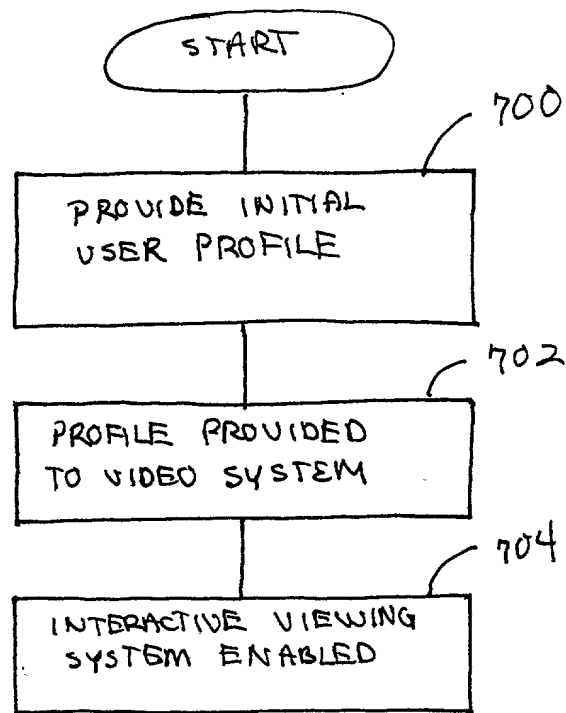 START
700
PROVIDE INITIAL
USER PROFILE
702
PROFILE PROVIDED
TO VIDEO SYSTEM
704
INTERACTIVE VIEWING
SYSTEM ENABLED